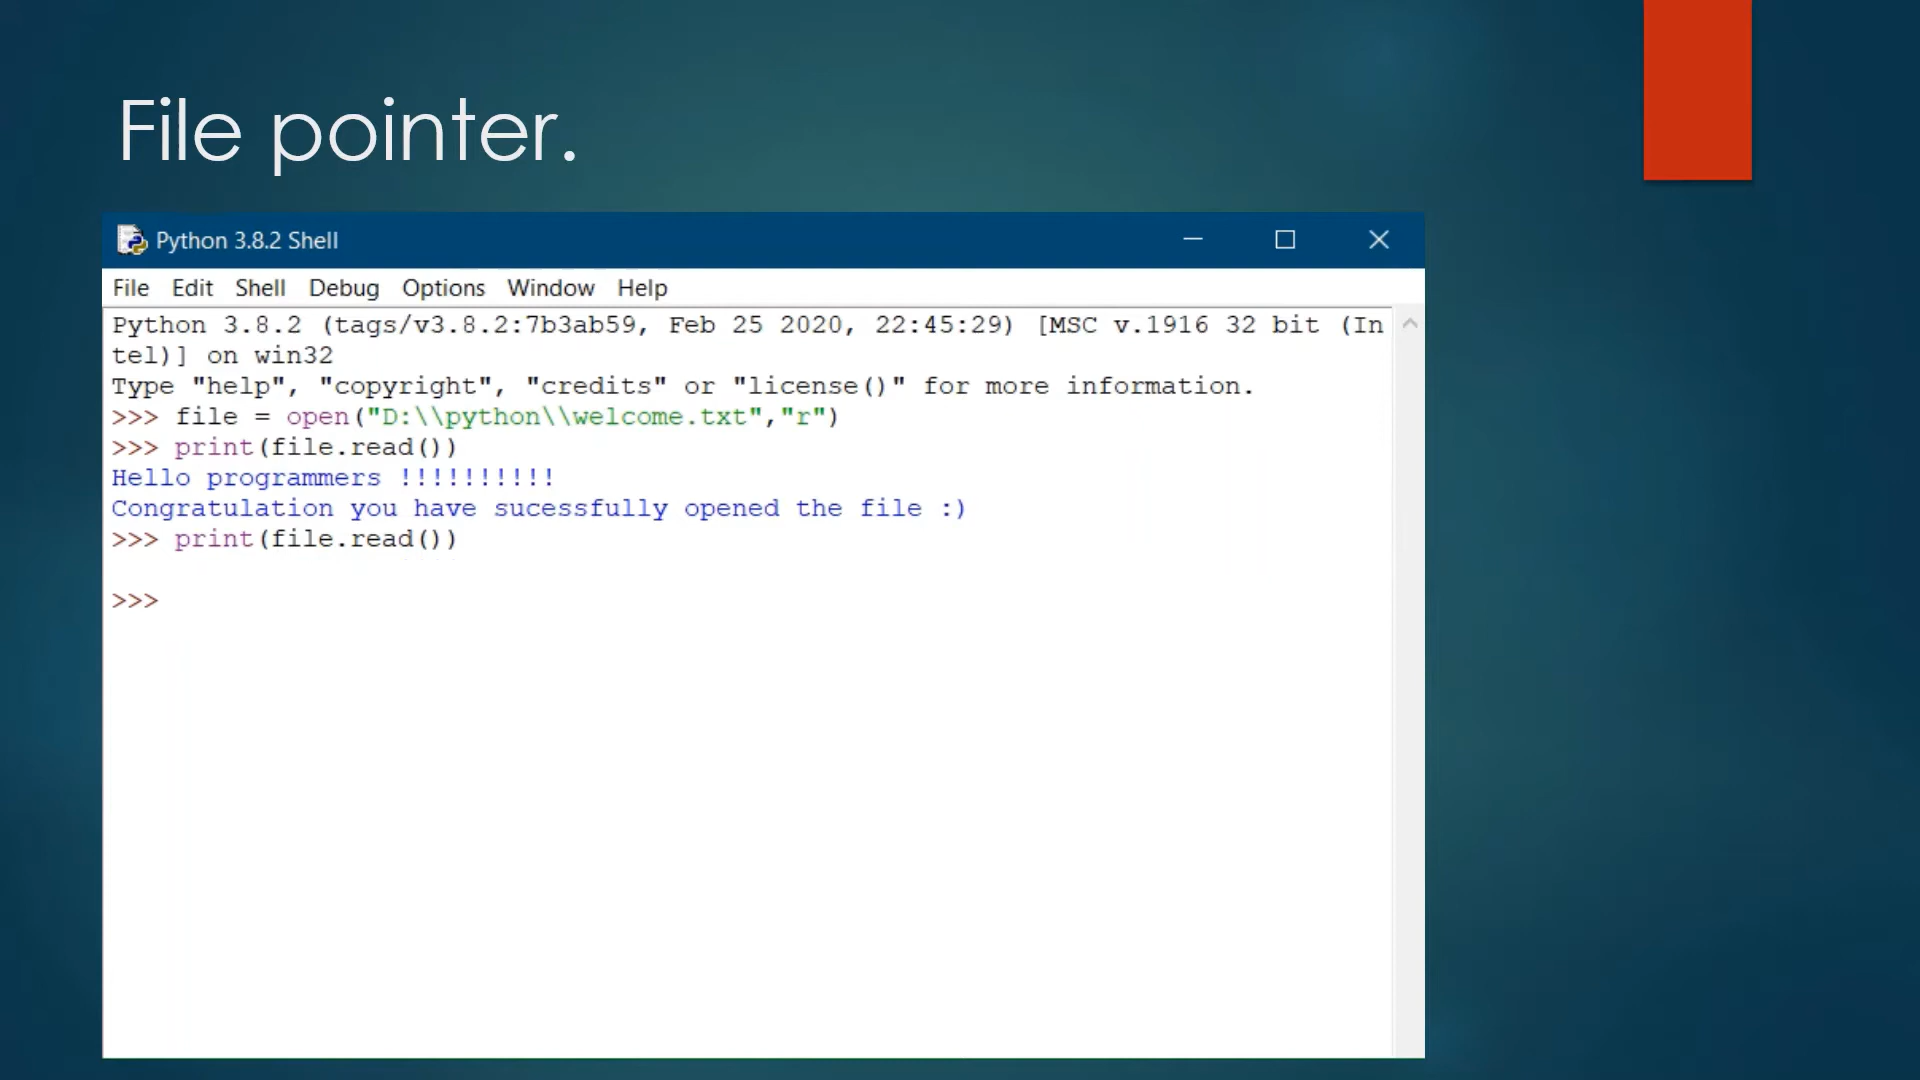 File pointer.
Python 3.8.2 Shell
File Edit Shell Debug Options Window Help
Python 3.8.2 (tags/v3.8.2:7b3ab59, Feb 25 2020, 22:45:29) [MSC v.1916 32 bit (In
tel)] on win32
Type "help", "copyright", "credits" or "license()" for more information.
>>> file = open("D:\\python\\welcome.txt","r")
>>> print(file.read())
Hello programmers !!!!!!!!!!
Congratulation you have sucessfully opened the file :)
>>> print(file.read())
>>>